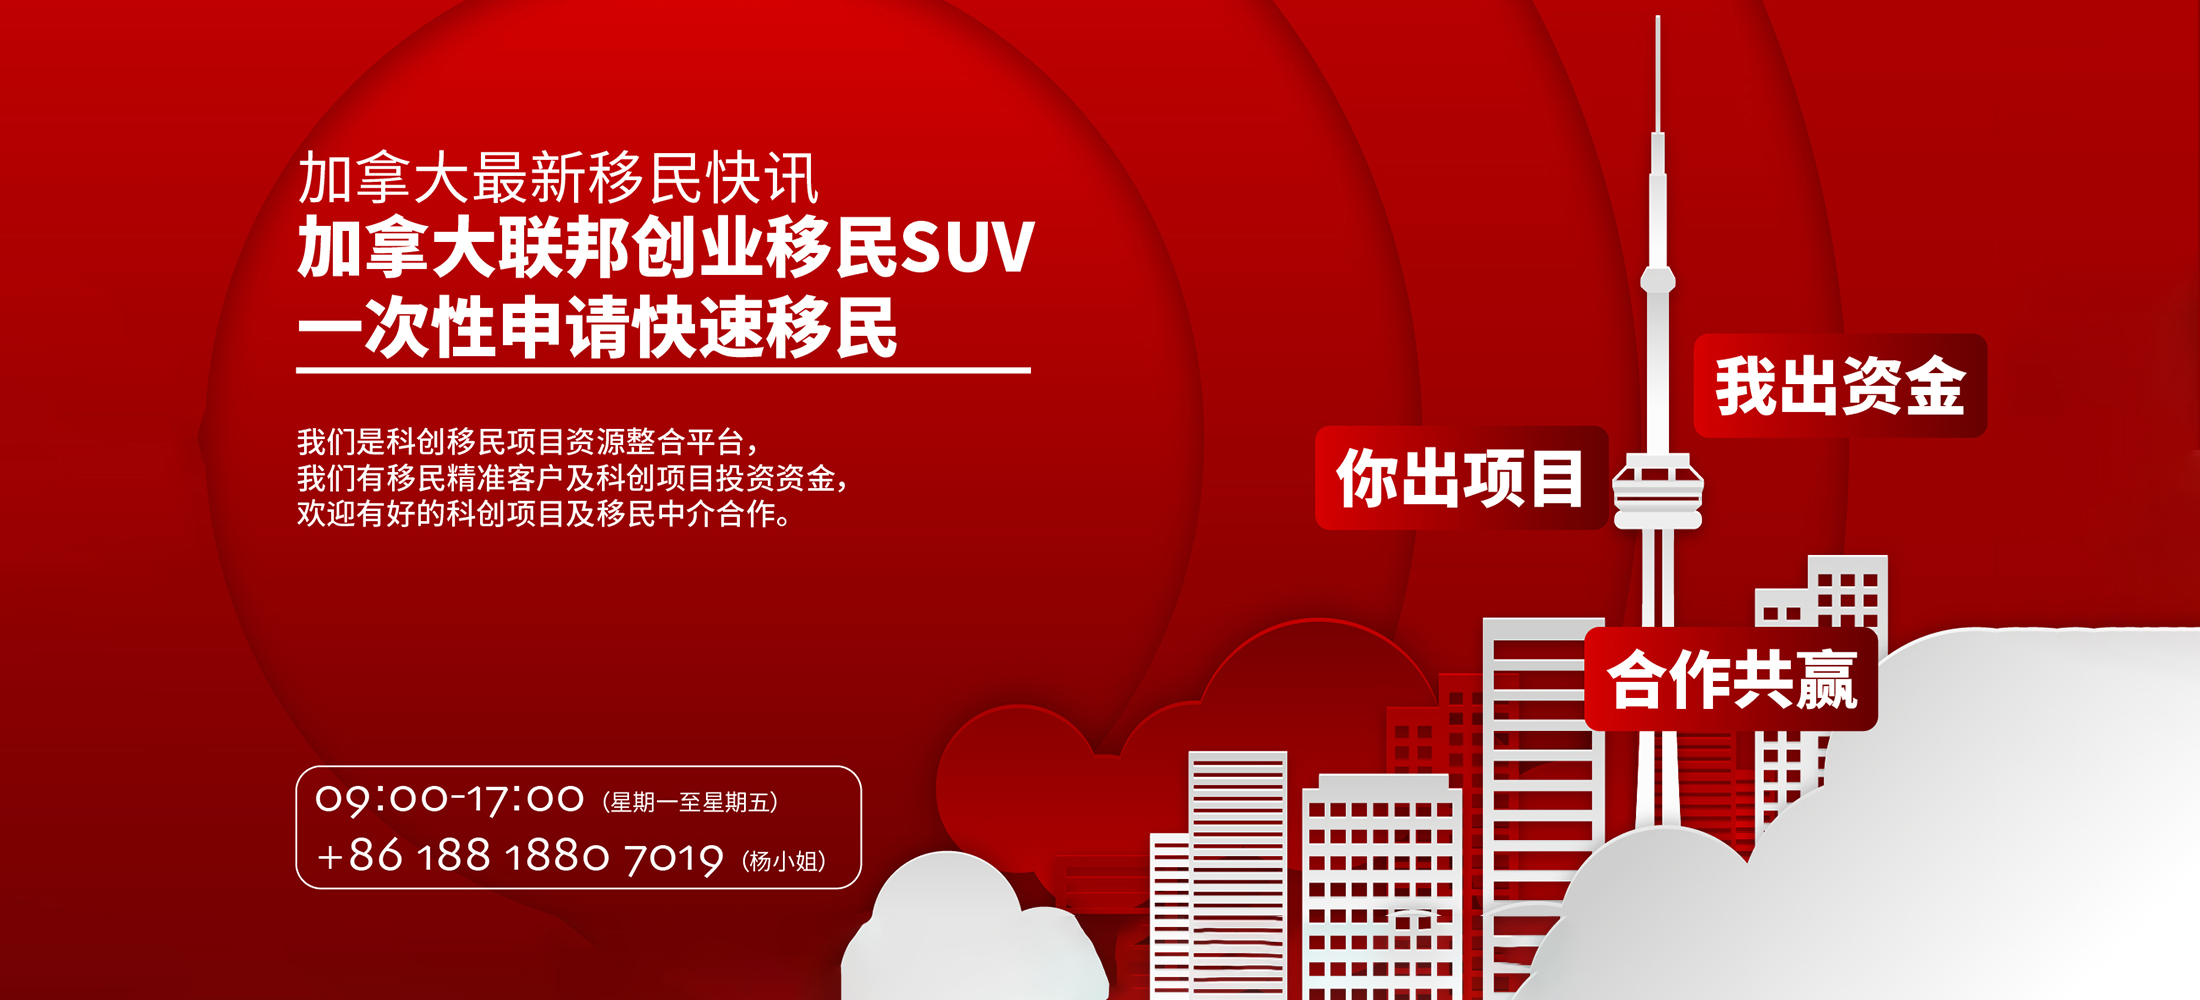 加拿大最新移民快讯
加拿大联邦创业移民SUV
一次性申请快速移民
我们是科创移民项目资源整合平台，
我们有移民精准客户及科创项目投资资金，
欢迎有好的科创项目及移民中介合作。
09:00-17:00（星期一至星期五）
+86 188 1880 7019（杨小姐）
我出资金
你出项目
合作共赢